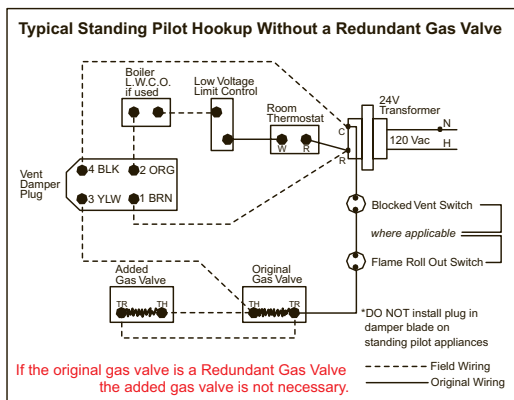 Typical Standing Pilot Hookup Without a Redundant Gas Valve
Boiler
L.W.C.O.
if used
Low Voltage
Limit Control
Room
Thermostat
W
R
24V
Transformer
C
R
120 Vac
N
H
Vent
Damper
Plug
4 BLK
2 ORG
3 YLW
1 BRN
Blocked Vent Switch
where applicable
Flame Roll Out Switch
Added
Gas Valve
TR
TH
Original
Gas Valve
TH
TR
*DO NOT install plug in
damper blade on
standing pilot appliances
If the original gas valve is a Redundant Gas Valve
the added gas valve is not necessary.
Field Wiring
Original Wiring